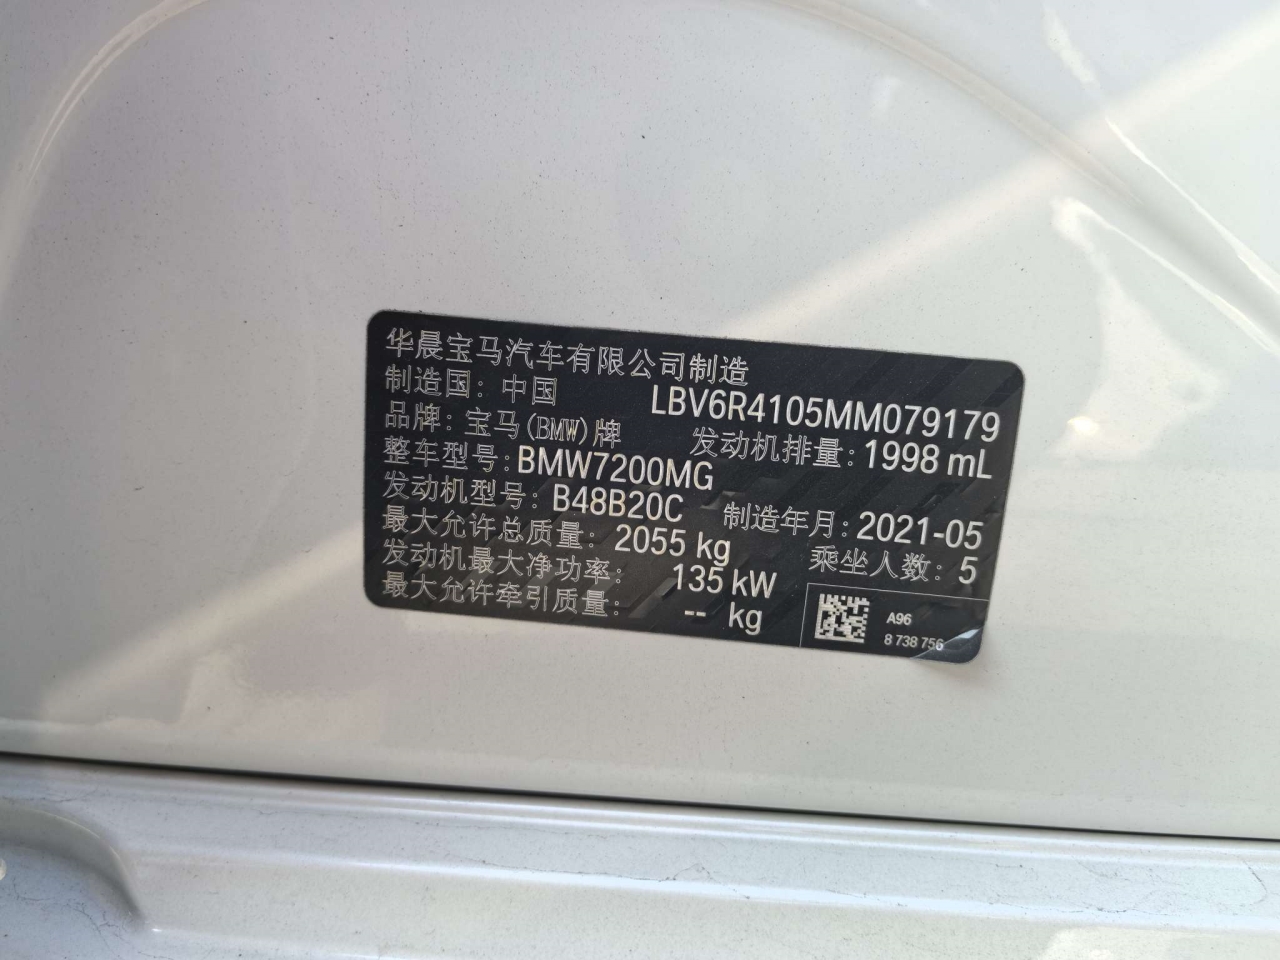 华晨宝马汽车有限公司制造
制造国：中国
LBV6R4105MM079179
品牌：宝马(BMW)牌
发动机排量：1998 mL
整车型号：BMW7200MG
发动机型号：B48B20C
制造年月：2021-05
最大允许总质量：2055 kg
乘坐人数：5
发动机最大净功率：135 kW
最大允许牵引质量：-- kg
A96
8 738 756